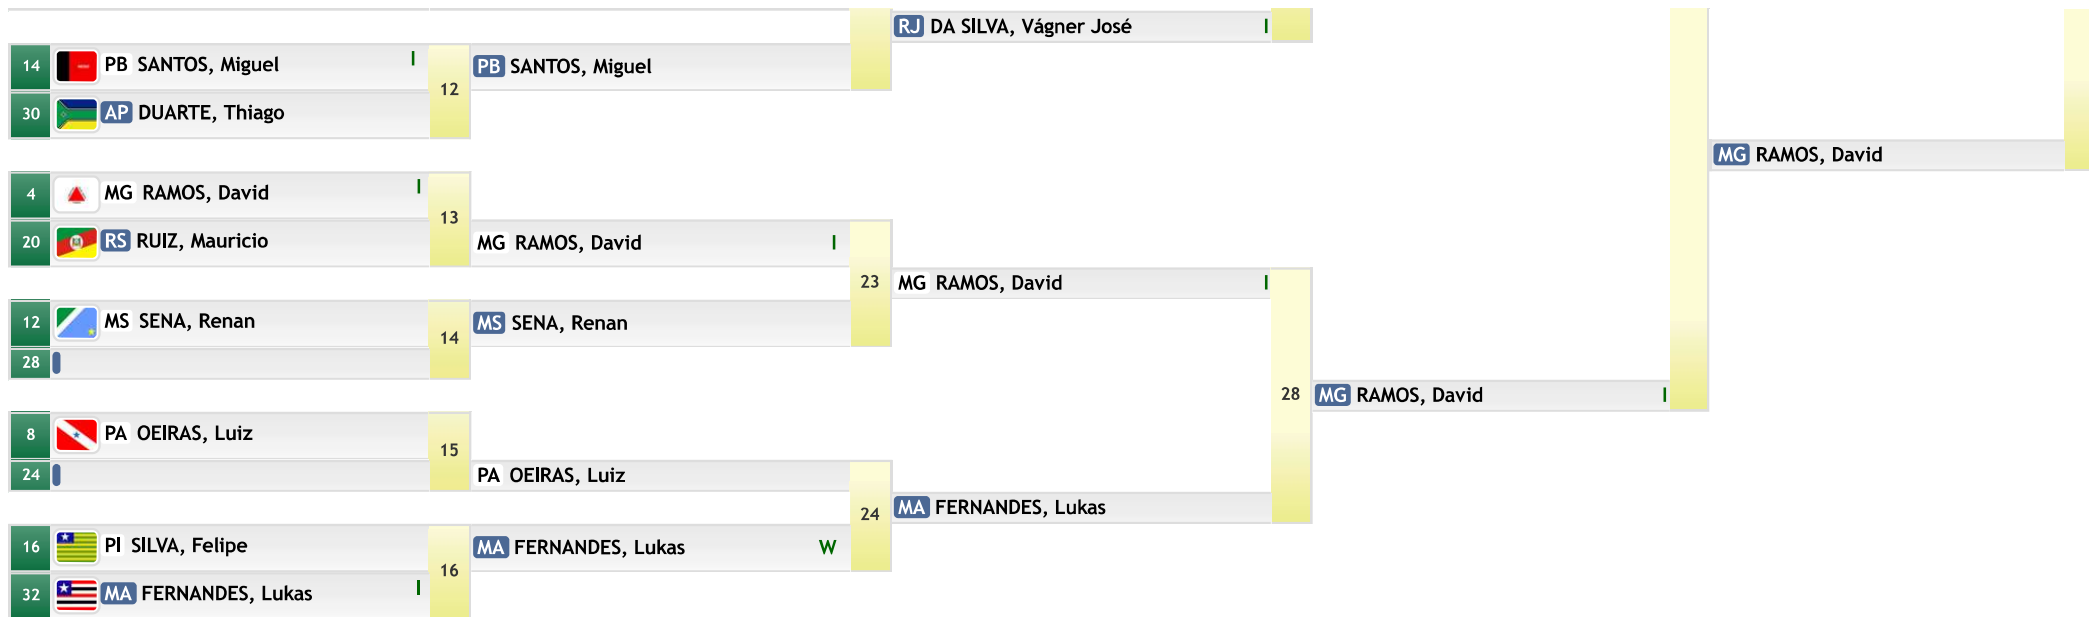 RJ DA SILVA, Vágner José I
14 PB SANTOS, Miguel I
12
PB SANTOS, Miguel
30 AP DUARTE, Thiago
MG RAMOS, David
4 MG RAMOS, David I
13
20 RS RUIZ, Mauricio
MG RAMOS, David I
23
MG RAMOS, David I
12 MS SENA, Renan
14
MS SENA, Renan
28
28
MG RAMOS, David I
8 PA OEIRAS, Luiz
15
24
PA OEIRAS, Luiz
24
MA FERNANDES, Lukas
16 PI SILVA, Felipe
MA FERNANDES, Lukas W
16
32 MA FERNANDES, Lukas I